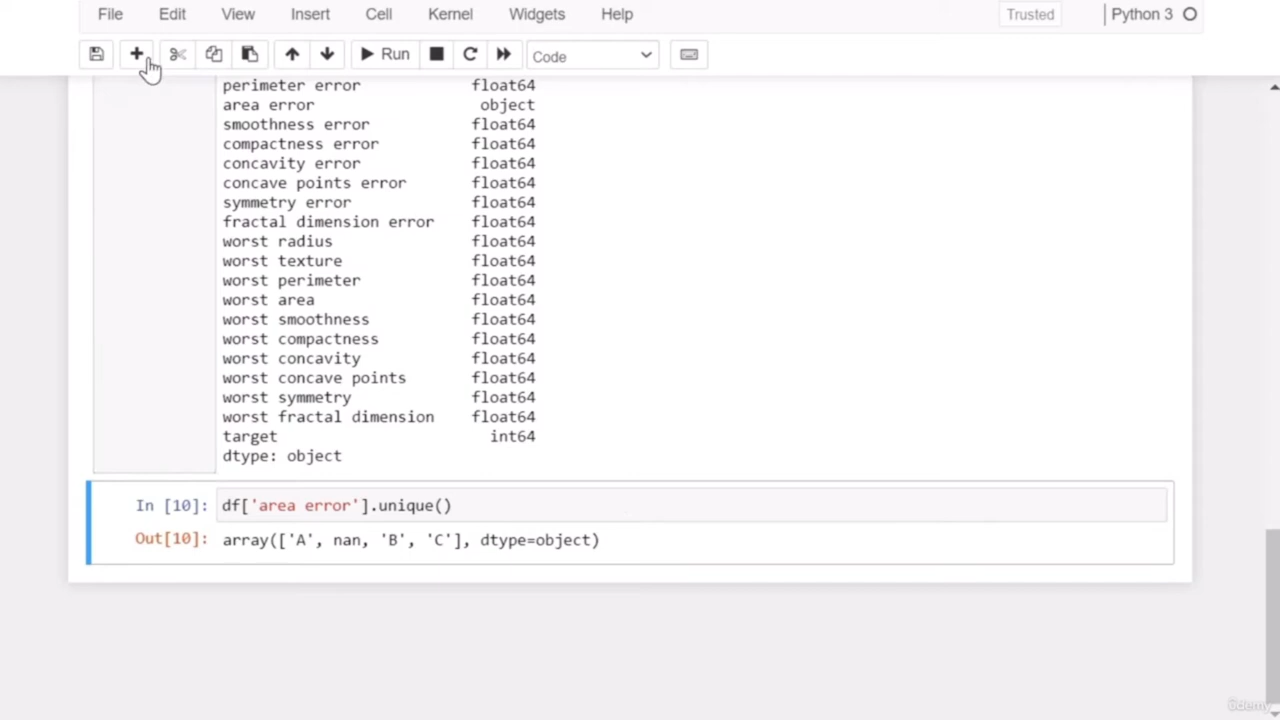 File Edit View Insert Cell Kernel Widgets Help Trusted Python 3
Run Code
perimeter error float64
area error object
smoothness error float64
compactness error float64
concavity error float64
concave points error float64
symmetry error float64
fractal dimension error float64
worst radius float64
worst texture float64
worst perimeter float64
worst area float64
worst smoothness float64
worst compactness float64
worst concavity float64
worst concave points float64
worst symmetry float64
worst fractal dimension float64
target int64
dtype: object
In [10]: df['area error'].unique()
Out[10]: array(['A', nan, 'B', 'C'], dtype=object)
ûdemy